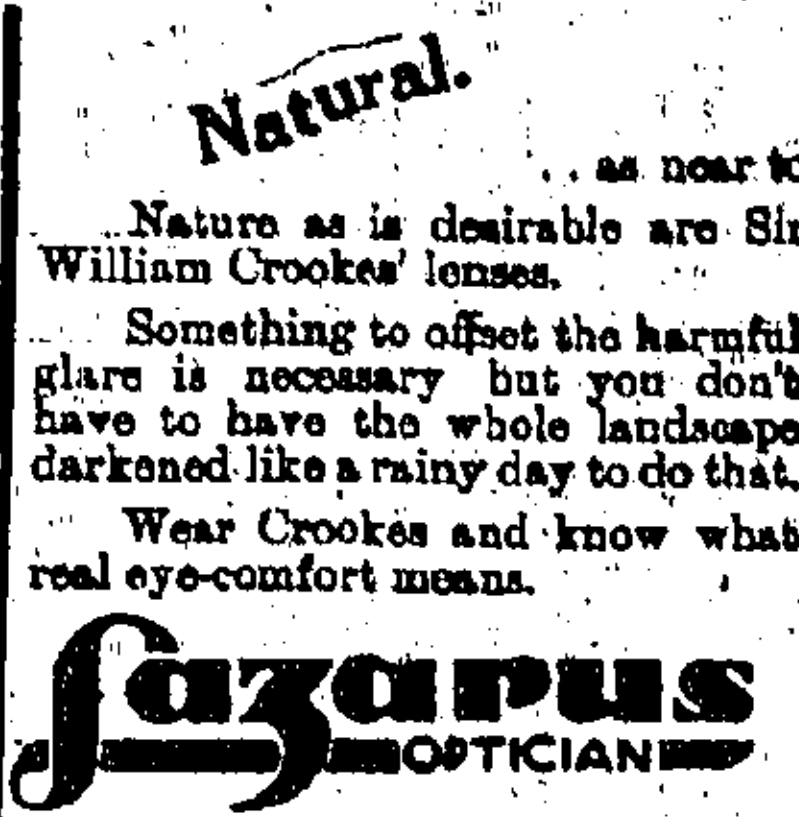 Natural.
.. as near to
Nature as is desirable are Sir
William Crookes' lenses.
Something to offset the harmful
glare is necessary but you don't
have to have the whole landscape
darkened like a rainy day to do that.
Wear Crookes and know what
real eye-comfort means.
Lazarus
OPTICIAN